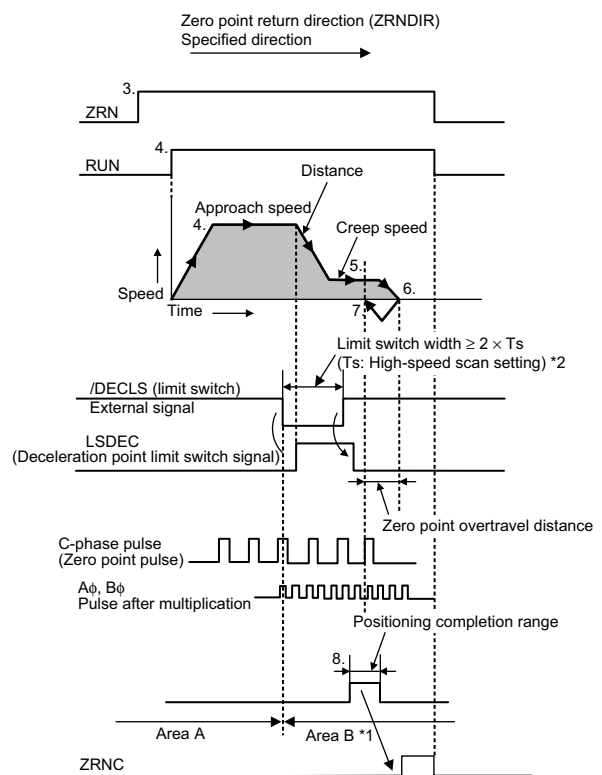 Zero point return direction (ZRNDIR)
Specified direction
3.
ZRN
4.
RUN
Distance
Approach speed
4.
Creep speed
5.
6.
Speed
7.
Time
Limit switch width ≥ 2 × Ts
(Ts: High-speed scan setting) *2
/DECLS (limit switch)
External signal
LSDEC
(Deceleration point limit switch signal)
Zero point overtravel distance
C-phase pulse
(Zero point pulse)
Aϕ, Bϕ
Pulse after multiplication
Positioning completion range
8.
Area A
Area B *1
ZRNC